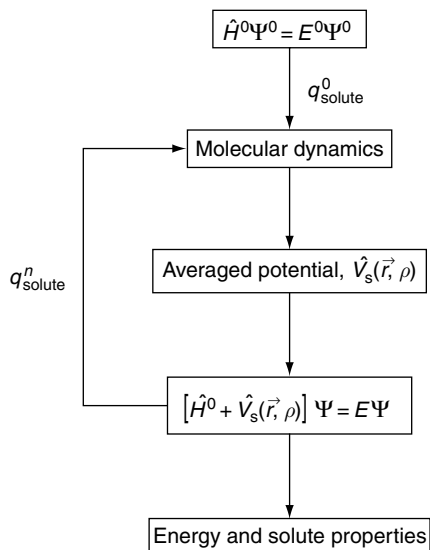 Ĥ⁰Ψ⁰ = E⁰Ψ⁰
q⁰solute
Molecular dynamics
Averaged potential, V̂s(r⃗, ρ)
qⁿsolute
[Ĥ⁰ + V̂s(r⃗, ρ)] Ψ = EΨ
Energy and solute properties